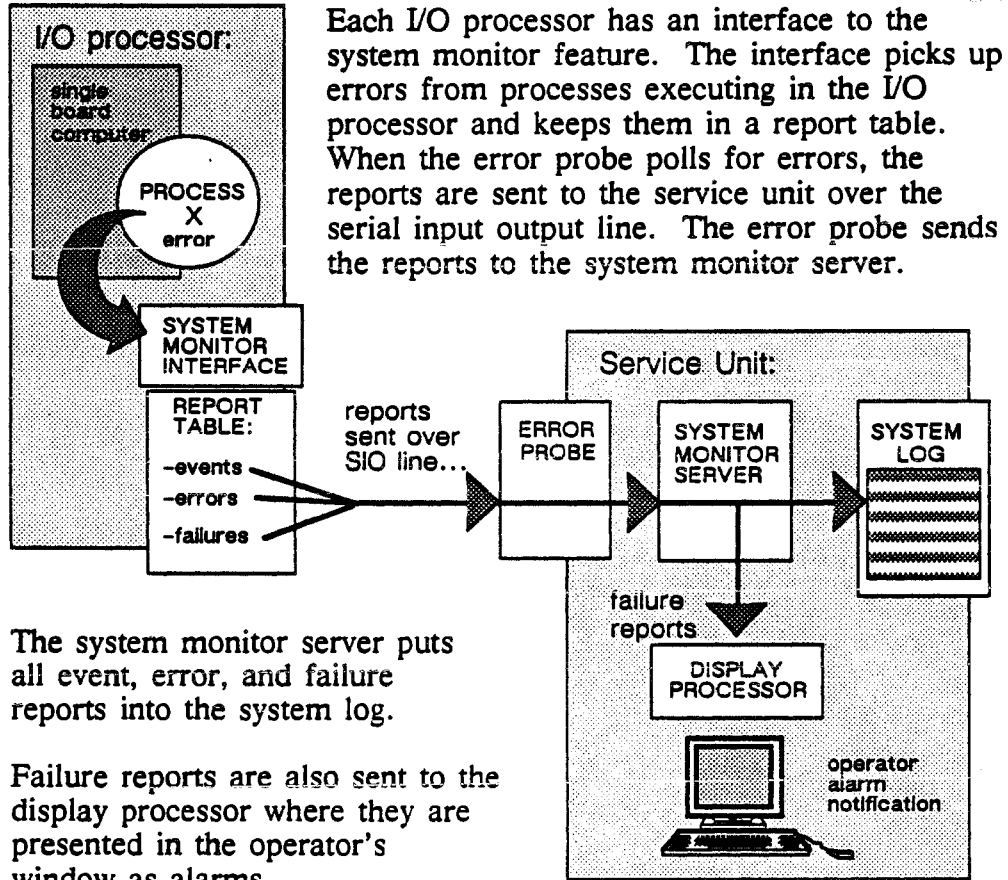 I/O processor:
single
board
computer
PROCESS
X
error
SYSTEM
MONITOR
INTERFACE
REPORT
TABLE:
-events
-errors
-failures
Each I/O processor has an interface to the
system monitor feature. The interface picks up
errors from processes executing in the I/O
processor and keeps them in a report table.
When the error probe polls for errors, the
reports are sent to the service unit over the
serial input output line. The error probe sends
the reports to the system monitor server.
reports
sent over
SIO line...
Service Unit:
ERROR
PROBE
SYSTEM
MONITOR
SERVER
SYSTEM
LOG
failure
reports
DISPLAY
PROCESSOR
operator
alarm
notification
The system monitor server puts
all event, error, and failure
reports into the system log.
Failure reports are also sent to the
display processor where they are
presented in the operator's
window as alarms